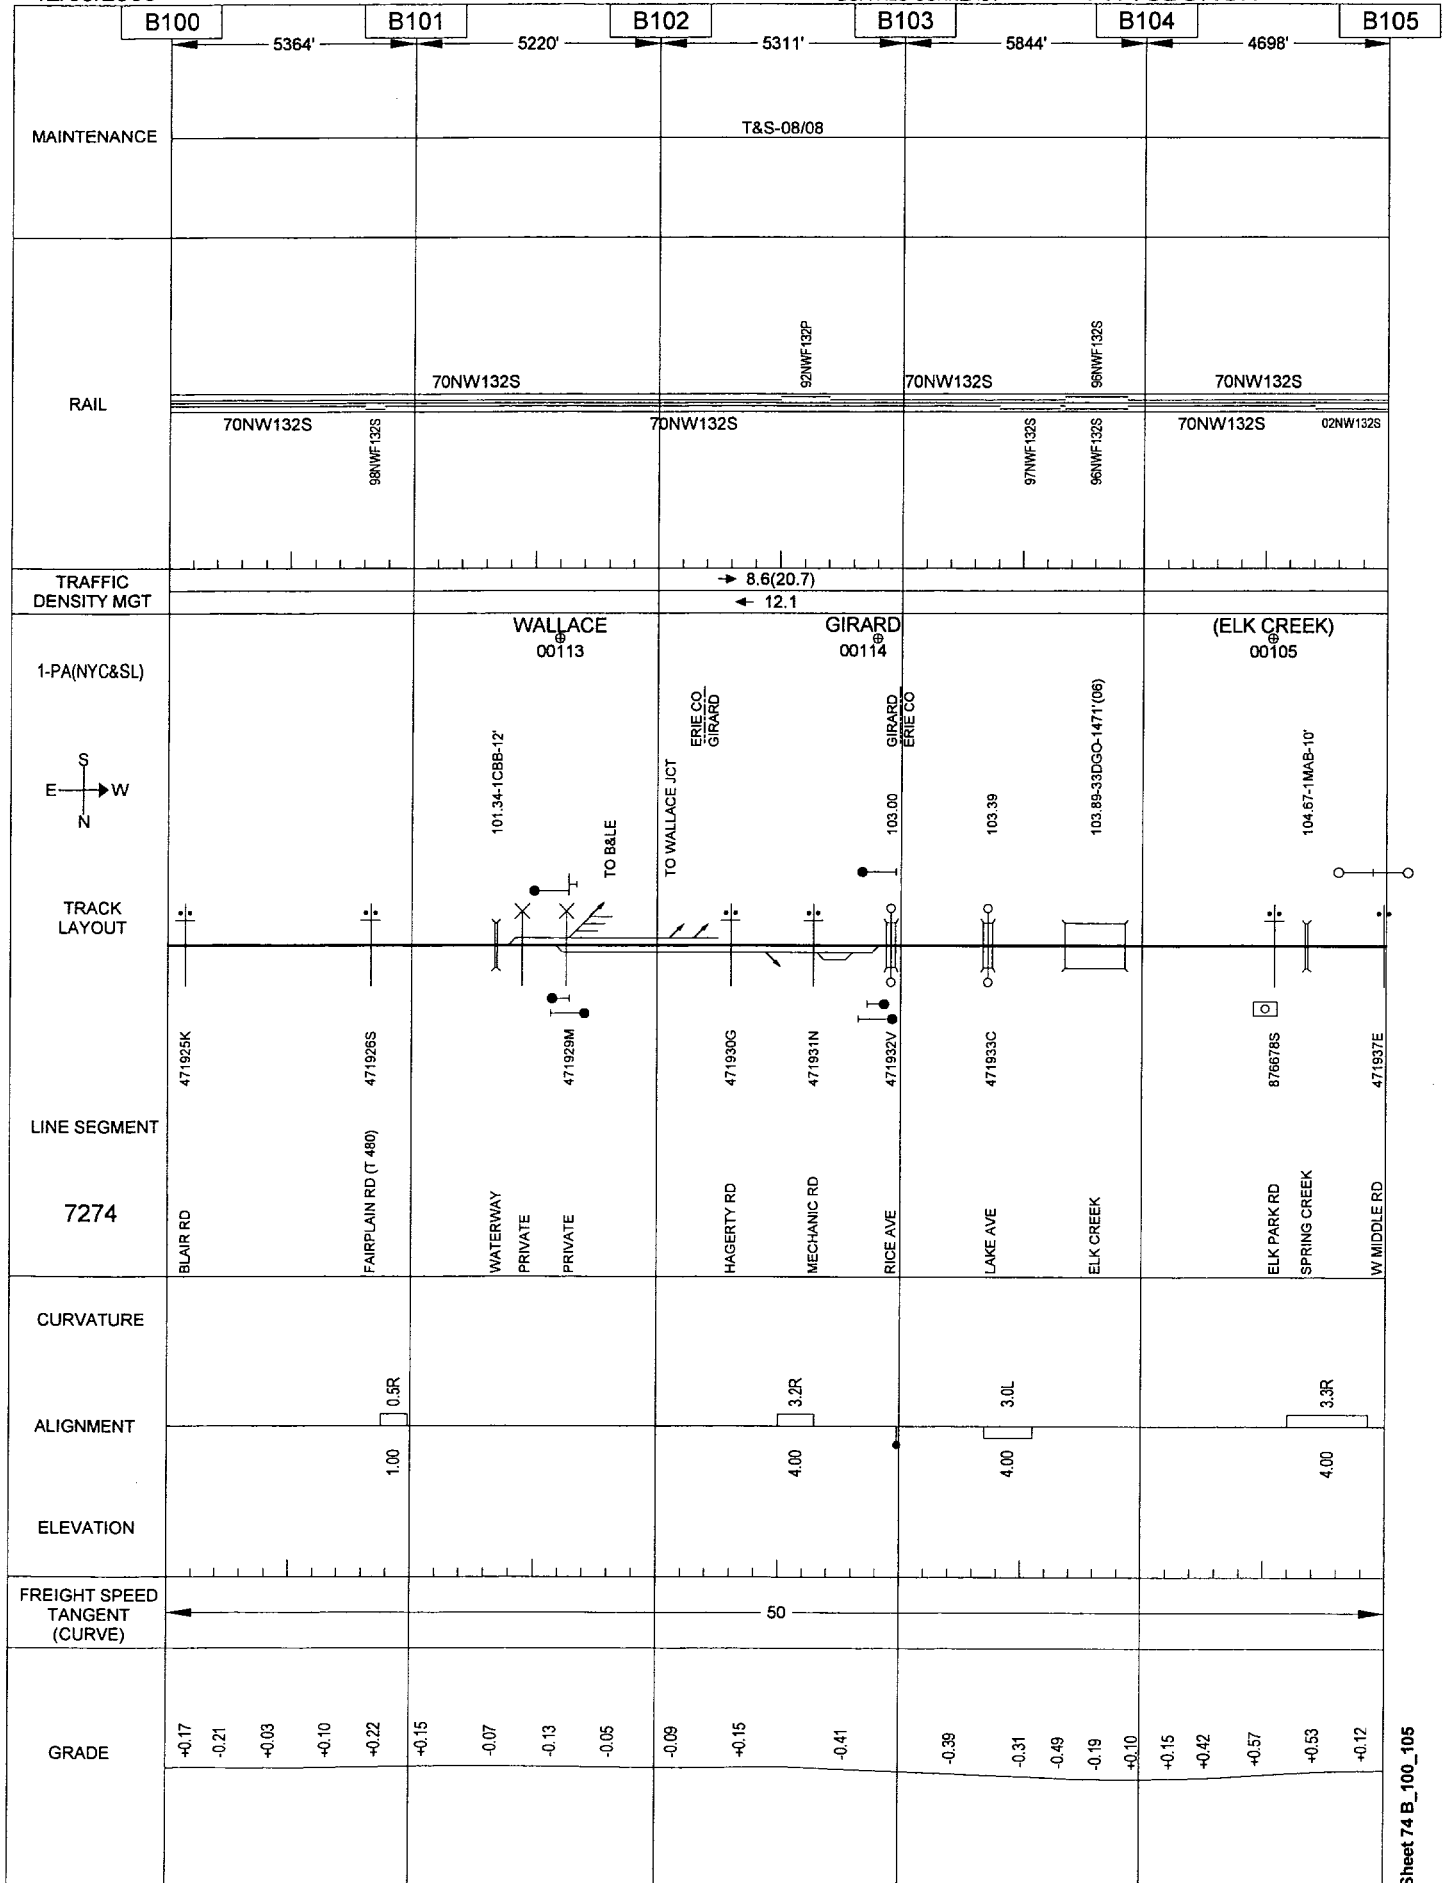 B100 B101 B102 B103 B104 B105
5364' 5220' 5311' 5844' 4698'
MAINTENANCE
T&S-08/08
92NWF132P
96NWF132S
70NW132S 70NW132S 70NW132S
RAIL
70NW132S 70NW132S 70NW132S 02NW132S
98NWF132S
97NWF132S
96NWF132S
TRAFFIC
DENSITY MGT
8.6(20.7)
12.1
WALLACE
00113
GIRARD
00114
(ELK CREEK)
00105
1-PA(NYC&SL)
ERIE CO
GIRARD
GIRARD
ERIE CO
S
E W
N
101.34-1CBB-12'
TO B&LE
TO WALLACE JCT
103.00
103.39
103.89-33DGO-1471'(06)
104.67-1MAB-10'
TRACK
LAYOUT
471925K
471926S
471929M
471930G
471931N
471932V
471933C
876678S
471937E
LINE SEGMENT
7274
BLAIR RD
FAIRPLAIN RD (T 480)
WATERWAY
PRIVATE
PRIVATE
HAGERTY RD
MECHANIC RD
RICE AVE
LAKE AVE
ELK CREEK
ELK PARK RD
SPRING CREEK
W MIDDLE RD
CURVATURE
0.5R
3.2R
3.0L
3.3R
ALIGNMENT
1.00
4.00
4.00
4.00
ELEVATION
FREIGHT SPEED
TANGENT
(CURVE)
50
GRADE
+0.17
-0.21
+0.03
+0.10
+0.22
+0.15
-0.07
-0.13
-0.05
-0.09
+0.15
-0.41
-0.39
-0.31
-0.49
-0.19
+0.10
+0.15
+0.42
+0.57
+0.53
+0.12
Sheet 74 B_100_105